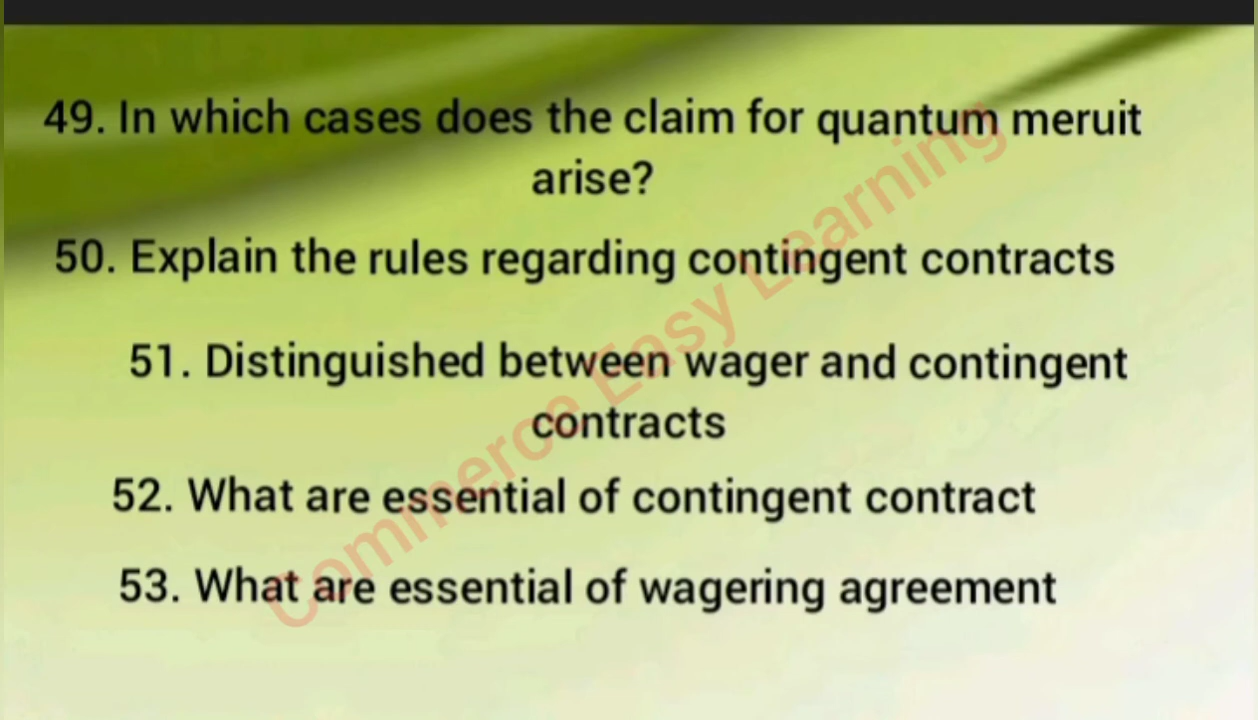 49. In which cases does the claim for quantum meruit
arise?
50. Explain the rules regarding contingent contracts
51. Distinguished between wager and contingent
contracts
52. What are essential of contingent contract
53. What are essential of wagering agreement
Commerce Easy Learning